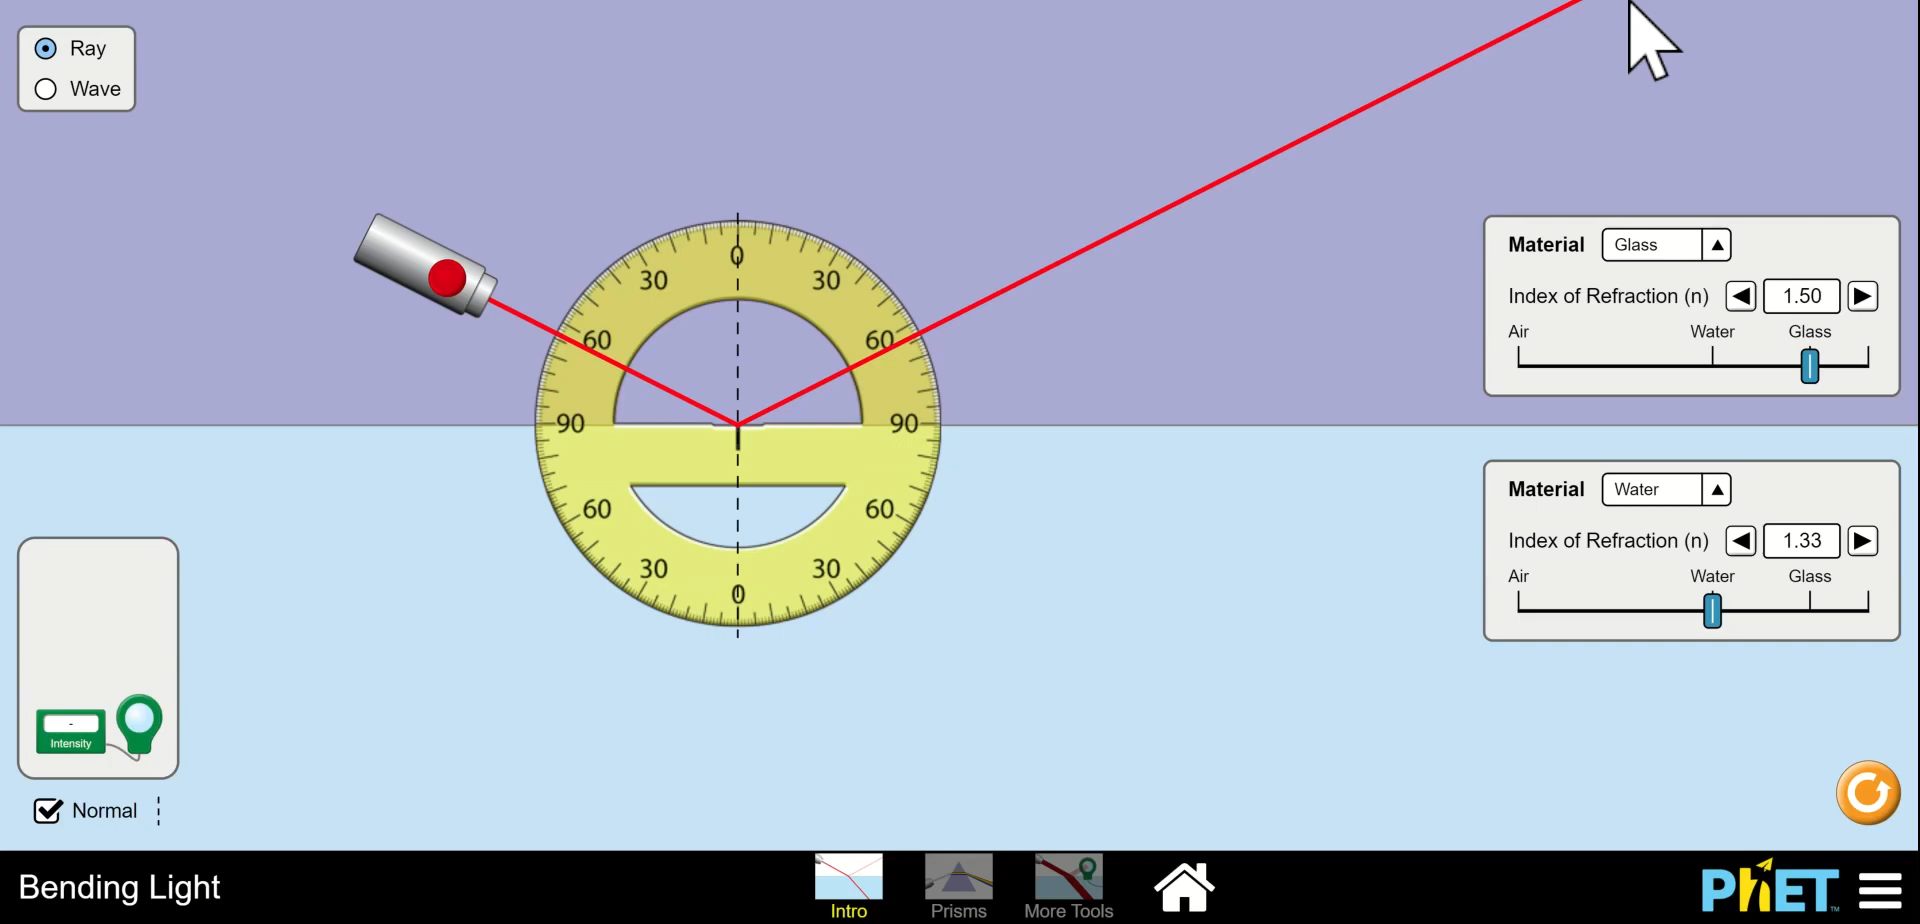 Ray
Wave
0
30 30
60 60
90 90
60 60
30 30
0
Material Glass
Index of Refraction (n) 1.50
Air Water Glass
Material Water
Index of Refraction (n) 1.33
Air Water Glass
-
Intensity
Normal
Bending Light
Intro
Prisms
More Tools
PhET